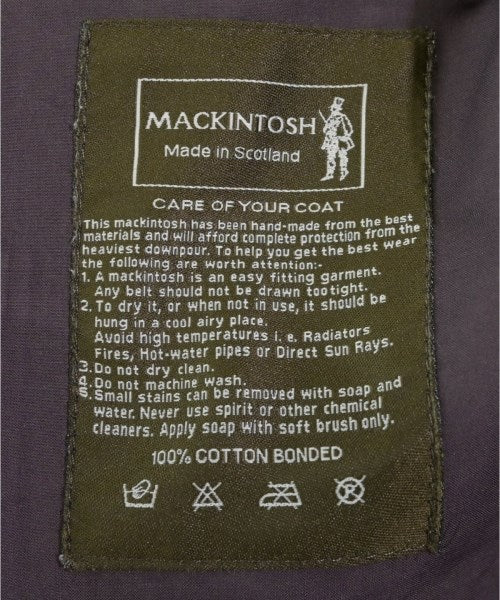 MACKINTOSH
Made in Scotland
CARE OF YOUR COAT
This mackintosh has been hand-made from the best
materials and will afford complete protection from the
heaviest downpour. To help you get the best wear
the following are worth attention:-
1. A mackintosh is an easy fitting garment.
Any belt should not be drawn too tight.
2. To dry it, or when not in use, it should be
hung in a cool airy place.
Avoid high temperatures i. e. Radiators
Fires, Hot-water pipes or Direct Sun Rays.
3. Do not dry clean.
4. Do not machine wash.
5. Small stains can be removed with soap and
water. Never use spirit or other chemical
cleaners. Apply soap with soft brush only.
100% COTTON BONDED